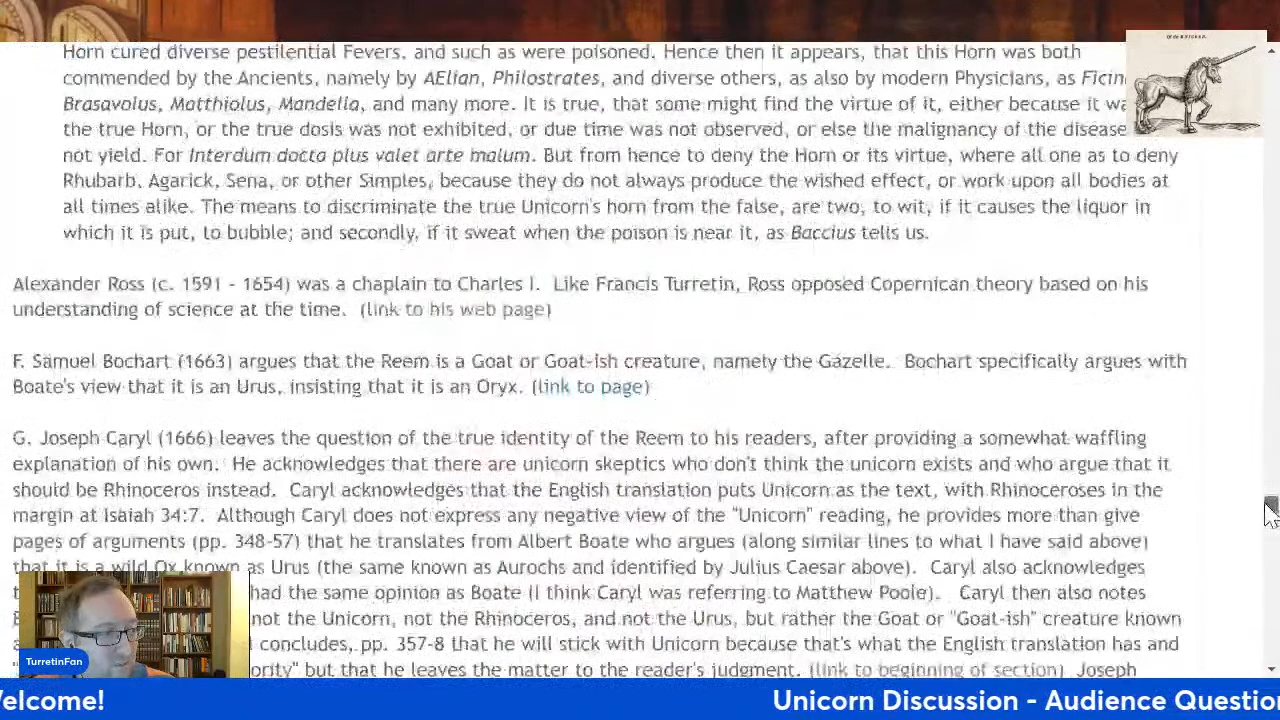 Of the UNICORN.
Horn cured diverse pestilential Fevers, and such as were poisoned. Hence then it appears, that this Horn was both
commended by the Ancients, namely by AElian, Philostrates, and diverse others, as also by modern Physicians, as Ficin
Brasavolus, Matthiolus, Mandella, and many more. It is true, that some might find the virtue of it, either because it wa
the true Horn, or the true dosis was not exhibited, or due time was not observed, or else the malignancy of the disease
not yield. For Interdum docta plus valet arte malum. But from hence to deny the Horn or its virtue, where all one as to deny
Rhubarb, Agarick, Sena, or other Simples, because they do not always produce the wished effect, or work upon all bodies at
all times alike. The means to discriminate the true Unicorn's horn from the false, are two, to wit, if it causes the liquor in
which it is put, to bubble; and secondly, if it sweat when the poison is near it, as Baccius tells us.
Alexander Ross (c. 1591 - 1654) was a chaplain to Charles I. Like Francis Turretin, Ross opposed Copernican theory based on his
understanding of science at the time. (link to his web page)
F. Samuel Bochart (1663) argues that the Reem is a Goat or Goat-ish creature, namely the Gazelle. Bochart specifically argues with
Boate's view that it is an Urus, insisting that it is an Oryx. (link to page)
G. Joseph Caryl (1666) leaves the question of the true identity of the Reem to his readers, after providing a somewhat waffling
explanation of his own. He acknowledges that there are unicorn skeptics who don't think the unicorn exists and who argue that it
should be Rhinoceros instead. Caryl acknowledges that the English translation puts Unicorn as the text, with Rhinoceroses in the
margin at Isaiah 34:7. Although Caryl does not express any negative view of the "Unicorn" reading, he provides more than give
pages of arguments (pp. 348-57) that he translates from Albert Boate who argues (along similar lines to what I have said above)
that it is a wild Ox known as Urus (the same known as Aurochs and identified by Julius Caesar above). Caryl also acknowledges
had the same opinion as Boate (I think Caryl was referring to Matthew Poole). Caryl then also notes
not the Unicorn, not the Rhinoceros, and not the Urus, but rather the Goat or "Goat-ish" creature known
concludes, pp. 357-8 that he will stick with Unicorn because that's what the English translation has and
ority" but that he leaves the matter to the reader's judgment. (link to beginning of section) Joseph
TurretinFan
Velcome!
Unicorn Discussion - Audience Question